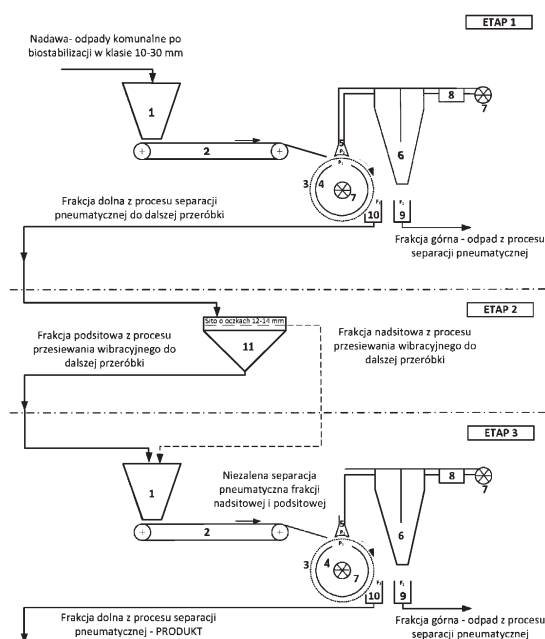 ETAP 1
Nadawa- odpady komunalne po
biostabilizacji w klasie 10-30 mm
1
2
3
4
5
P₁
7
6
8
7
10
9
Frakcja dolna z procesu separacji
pneumatycznej do dalszej przeróbki
Frakcja górna - odpad z procesu
separacji pneumatycznej
ETAP 2
Sito o oczkach 12-14 mm
11
Frakcja podsitowa z procesu
przesiewania wibracyjnego do
dalszej przeróbki
Frakcja nadsitowa z procesu
przesiewania wibracyjnego do
dalszej przeróbki
ETAP 3
1
2
Niezalena separacja
pneumatyczna frakcji
nadsitowej i podsitowej
3
4
5
7
6
8
7
10
9
Frakcja dolna z procesu separacji
pneumatycznej - PRODUKT
Frakcja górna - odpad z procesu
separacji pneumatycznej